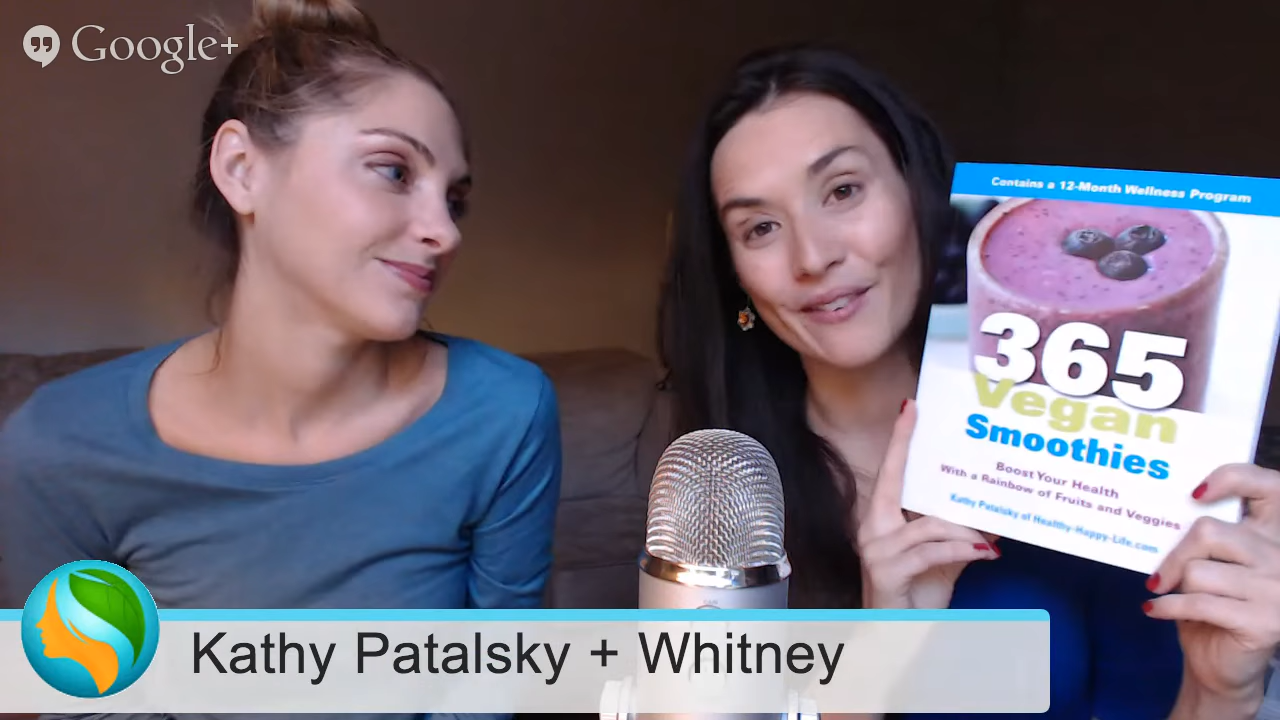 Google+
Contains a 12-Month Wellness Program
365
Vegan
Smoothies
Boost Your Health
With a Rainbow of Fruits and Veggies
Kathy Patalsky of Healthy-Happy-Life.com
Kathy Patalsky + Whitney